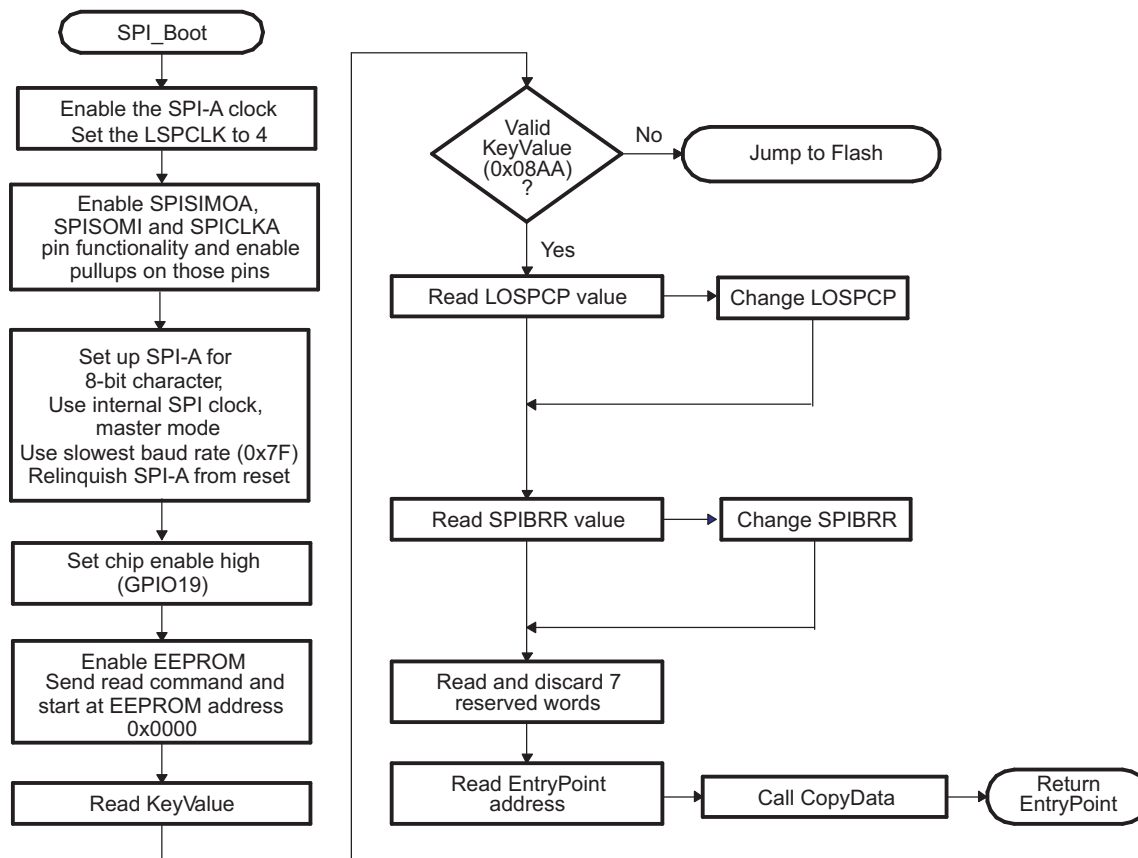 SPI_Boot
Enable the SPI-A clock
Set the LSPCLK to 4
Enable SPISIMOA,
SPISOMI and SPICLKA
pin functionality and enable
pullups on those pins
Set up SPI-A for
8-bit character,
Use internal SPI clock,
master mode
Use slowest baud rate (0x7F)
Relinquish SPI-A from reset
Set chip enable high
(GPIO19)
Enable EEPROM
Send read command and
start at EEPROM address
0x0000
Read KeyValue
Valid
KeyValue
(0x08AA)
?
No
Jump to Flash
Yes
Read LOSPCP value
Change LOSPCP
Read SPIBRR value
Change SPIBRR
Read and discard 7
reserved words
Read EntryPoint
address
Call CopyData
Return
EntryPoint